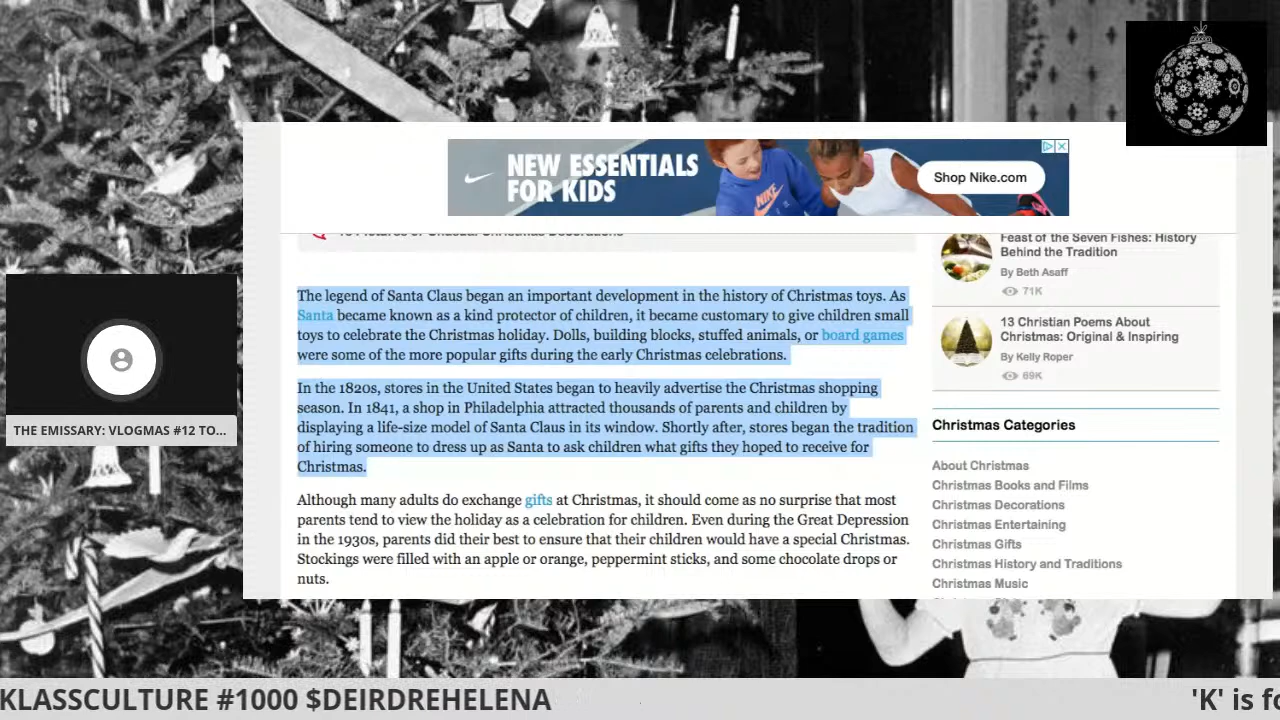 NEW ESSENTIALS
FOR KIDS
NIKE
Shop Nike.com
The legend of Santa Claus began an important development in the history of Christmas toys. As
Santa became known as a kind protector of children, it became customary to give children small
toys to celebrate the Christmas holiday. Dolls, building blocks, stuffed animals, or board games
were some of the more popular gifts during the early Christmas celebrations.
In the 1820s, stores in the United States began to heavily advertise the Christmas shopping
season. In 1841, a shop in Philadelphia attracted thousands of parents and children by
displaying a life-size model of Santa Claus in its window. Shortly after, stores began the tradition
of hiring someone to dress up as Santa to ask children what gifts they hoped to receive for
Christmas.
Although many adults do exchange gifts at Christmas, it should come as no surprise that most
parents tend to view the holiday as a celebration for children. Even during the Great Depression
in the 1930s, parents did their best to ensure that their children would have a special Christmas.
Stockings were filled with an apple or orange, peppermint sticks, and some chocolate drops or
nuts.
Feast of the Seven Fishes: History
Behind the Tradition
By Beth Asaff
71K
13 Christian Poems About
Christmas: Original & Inspiring
By Kelly Roper
69K
Christmas Categories
About Christmas
Christmas Books and Films
Christmas Decorations
Christmas Entertaining
Christmas Gifts
Christmas History and Traditions
Christmas Music
THE EMISSARY: VLOGMAS #12 TO...
KLASSCULTURE #1000 $DEIRDREHELENA
'K' is fo